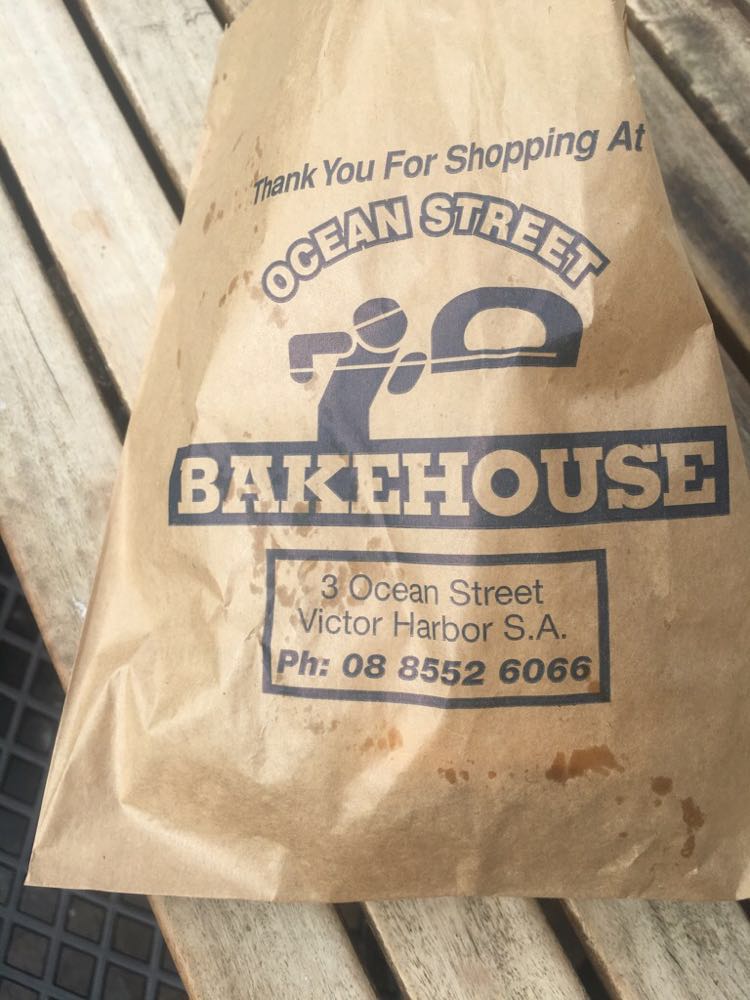 Thank You For Shopping At
OCEAN STREET
BAKEHOUSE
3 Ocean Street
Victor Harbor S.A.
Ph: 08 8552 6066